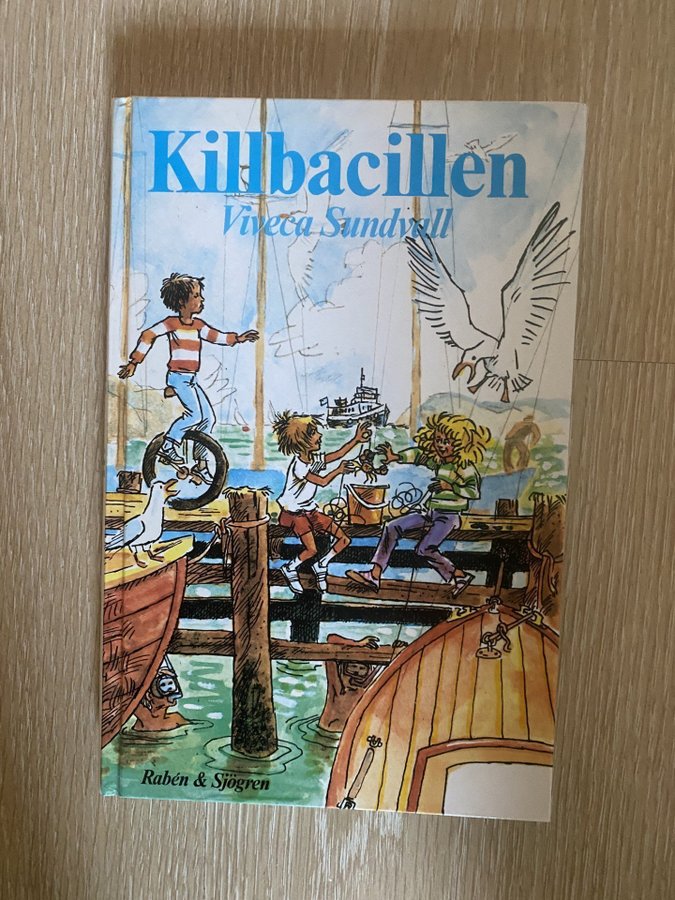 Killbacillen
Viveca Sundvall
Rabén & Sjögren